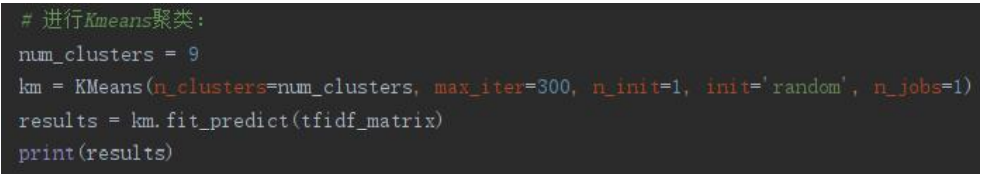 # 进行Kmeans聚类：
num_clusters = 9
km = KMeans(n_clusters=num_clusters, max_iter=300, n_init=1, init='random', n_jobs=1)
results = km.fit_predict(tfidf_matrix)
print(results)